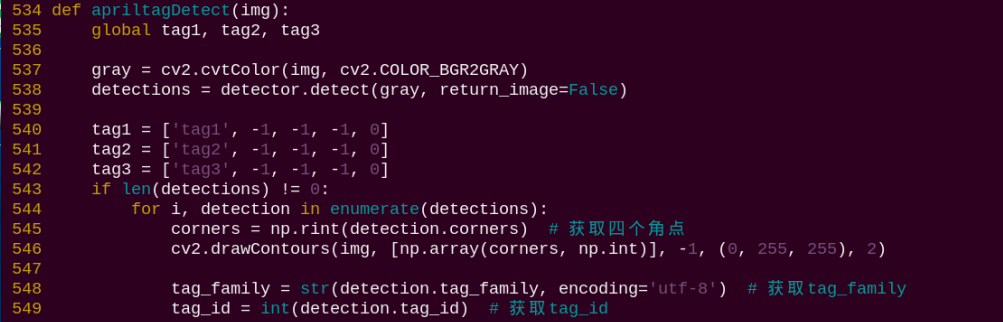 534 def apriltagDetect(img):
535     global tag1, tag2, tag3
536
537     gray = cv2.cvtColor(img, cv2.COLOR_BGR2GRAY)
538     detections = detector.detect(gray, return_image=False)
539
540     tag1 = ['tag1', -1, -1, -1, 0]
541     tag2 = ['tag2', -1, -1, -1, 0]
542     tag3 = ['tag3', -1, -1, -1, 0]
543     if len(detections) != 0:
544         for i, detection in enumerate(detections):
545             corners = np.rint(detection.corners)  # 获取四个角点
546             cv2.drawContours(img, [np.array(corners, np.int)], -1, (0, 255, 255), 2)
547
548             tag_family = str(detection.tag_family, encoding='utf-8')  # 获取tag_family
549             tag_id = int(detection.tag_id)  # 获取tag_id